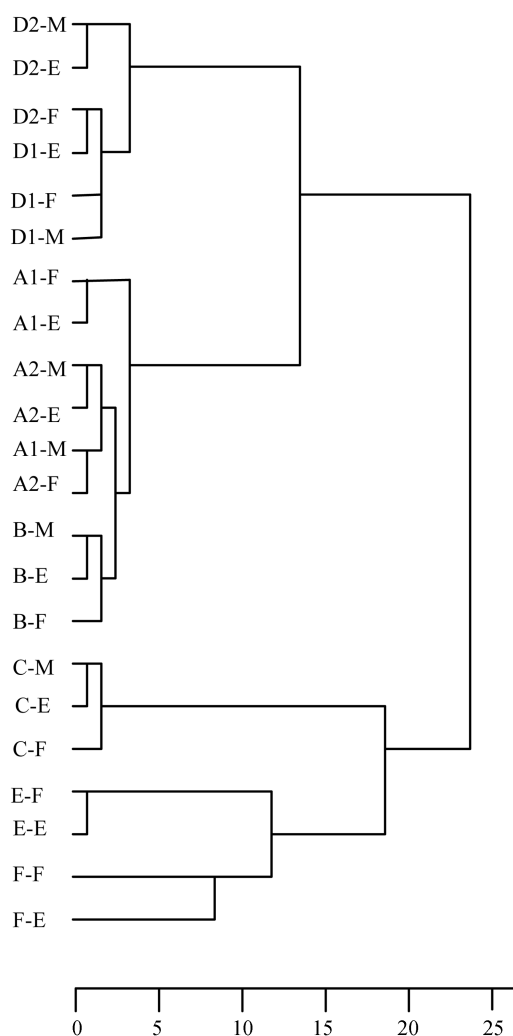 D2-M
D2-E
D2-F
D1-E
D1-F
D1-M
A1-F
A1-E
A2-M
A2-E
A1-M
A2-F
B-M
B-E
B-F
C-M
C-E
C-F
E-F
E-E
F-F
F-E
0 5 10 15 20 25